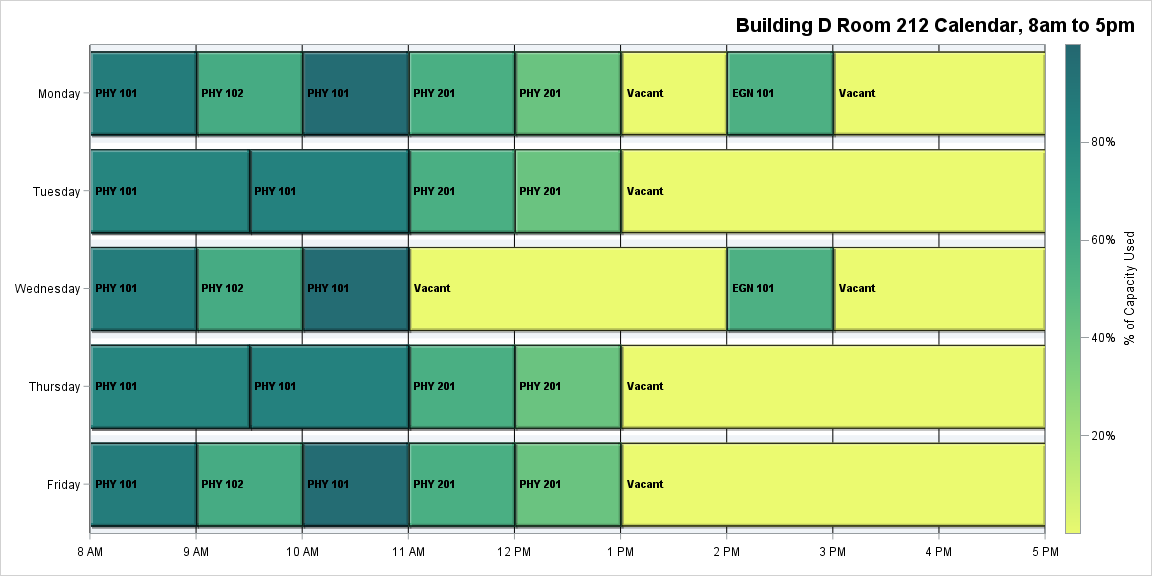 Building D Room 212 Calendar, 8am to 5pm
Monday PHY 101 PHY 102 PHY 101 PHY 201 PHY 201 Vacant EGN 101 Vacant
Tuesday PHY 101 PHY 101 PHY 201 PHY 201 Vacant
Wednesday PHY 101 PHY 102 PHY 101 Vacant EGN 101 Vacant
Thursday PHY 101 PHY 101 PHY 201 PHY 201 Vacant
Friday PHY 101 PHY 102 PHY 101 PHY 201 PHY 201 Vacant
8 AM 9 AM 10 AM 11 AM 12 PM 1 PM 2 PM 3 PM 4 PM 5 PM
80%
60%
40%
20%
% of Capacity Used